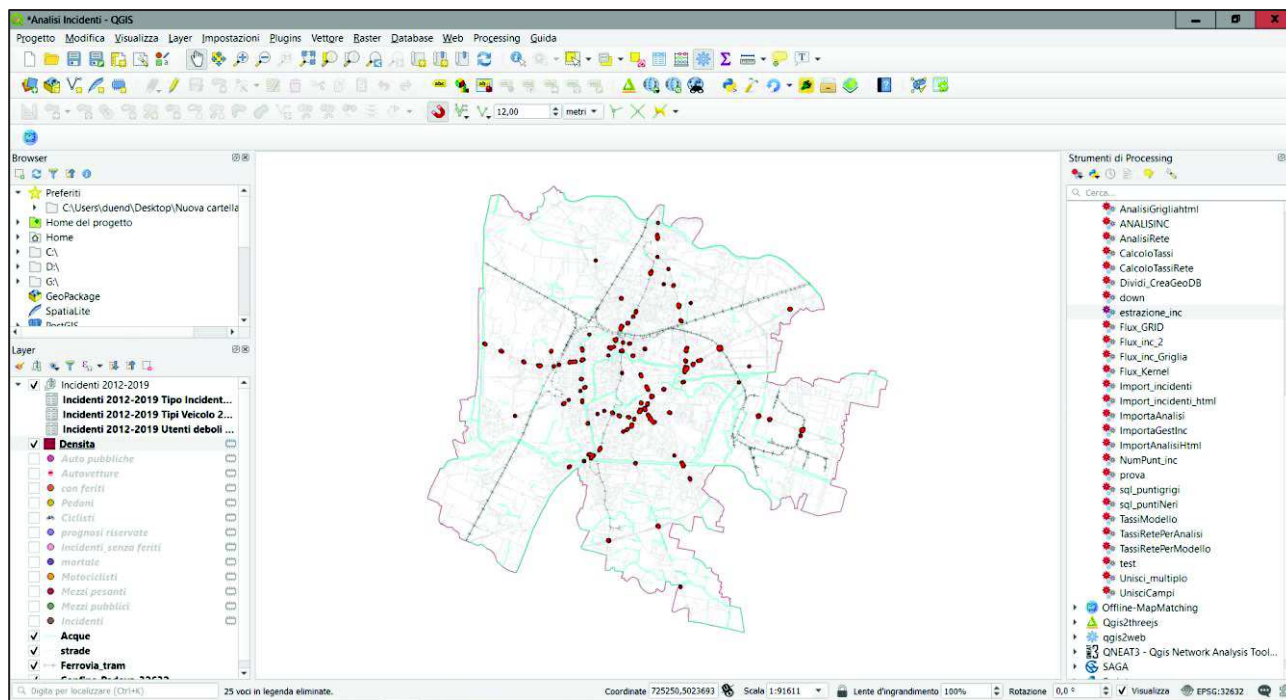 *Analisi Incidenti - QGIS
Progetto Modifica Visualizza Layer Impostazioni Plugins Vettore Raster Database Web Processing Guida
12,00 metri
Browser
Preferiti
C:\Users\duend\Desktop\Nuova cartella
Home del progetto
Home
C:\
D:\
G:\
GeoPackage
SpatiaLite
PostGIS
Layer
Incidenti 2012-2019
Incidenti 2012-2019 Tipo Incident...
Incidenti 2012-2019 Tipi Veicolo 2...
Incidenti 2012-2019 Utenti deboli ...
Densita
Auto pubbliche
Autovetture
con feriti
Pedoni
Ciclisti
prognosi riservate
Incidenti_senza feriti
mortale
Motociclisti
Mezzi pesanti
Mezzi pubblici
Incidenti
Acque
strade
Ferrovia_tram
Confine Padova 32632
Strumenti di Processing
Cerca...
AnalisiGrigliahtml
ANALISINC
AnalisiRete
CalcoloTassi
CalcoloTassiRete
Dividi_CreaGeoDB
down
estrazione_inc
Flux_GRID
Flux_inc_2
Flux_inc_Griglia
Flux_Kernel
Import_incidenti
Import_incidenti_html
ImportaAnalisi
ImportaGestInc
ImportAnalisiHtml
NumPunt_inc
prova
sql_puntigrigi
sql_puntiNeri
TassiModello
TassiRetePerAnalisi
TassiRetePerModello
test
Unisci_multiplo
UnisciCampi
Offline-MapMatching
Qgis2threejs
qgis2web
QNEAT3 - Qgis Network Analysis Tool...
SAGA
Digita per localizzare (Ctrl+K) 25 voci in legenda eliminate. Coordinate 725250,5023693 Scala 1:91611 Lente d'ingrandimento 100% Rotazione 0,0 ° Visualizza EPSG:32632